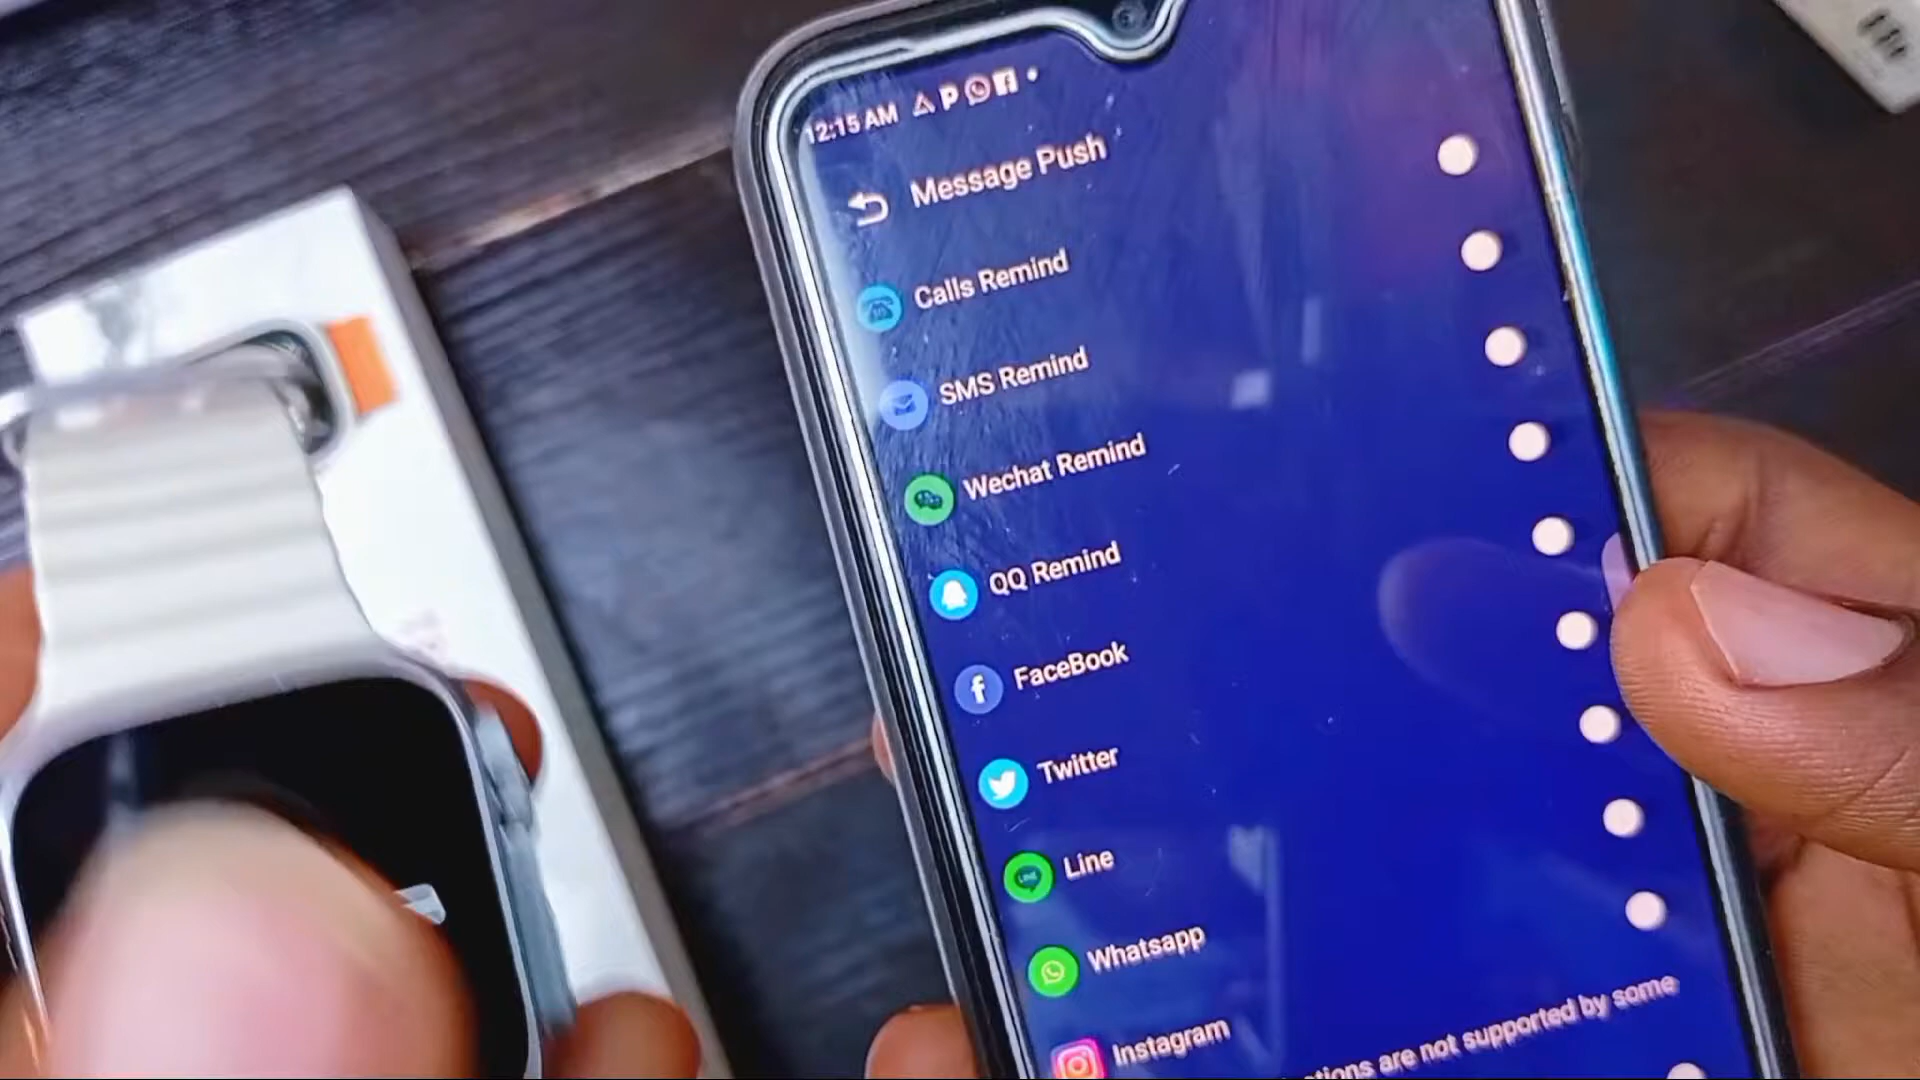 12:15 AM
Message Push
Calls Remind
SMS Remind
Wechat Remind
QQ Remind
FaceBook
Twitter
Line
LINE
Whatsapp
Instagram
are not supported by some